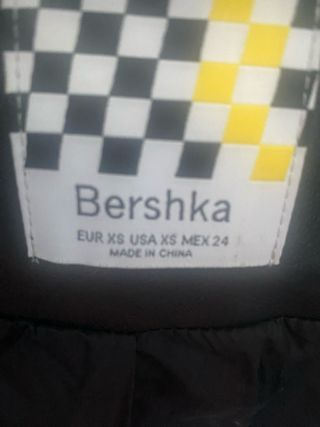 Bershka
EUR XS USA XS MEX 24
MADE IN CHINA